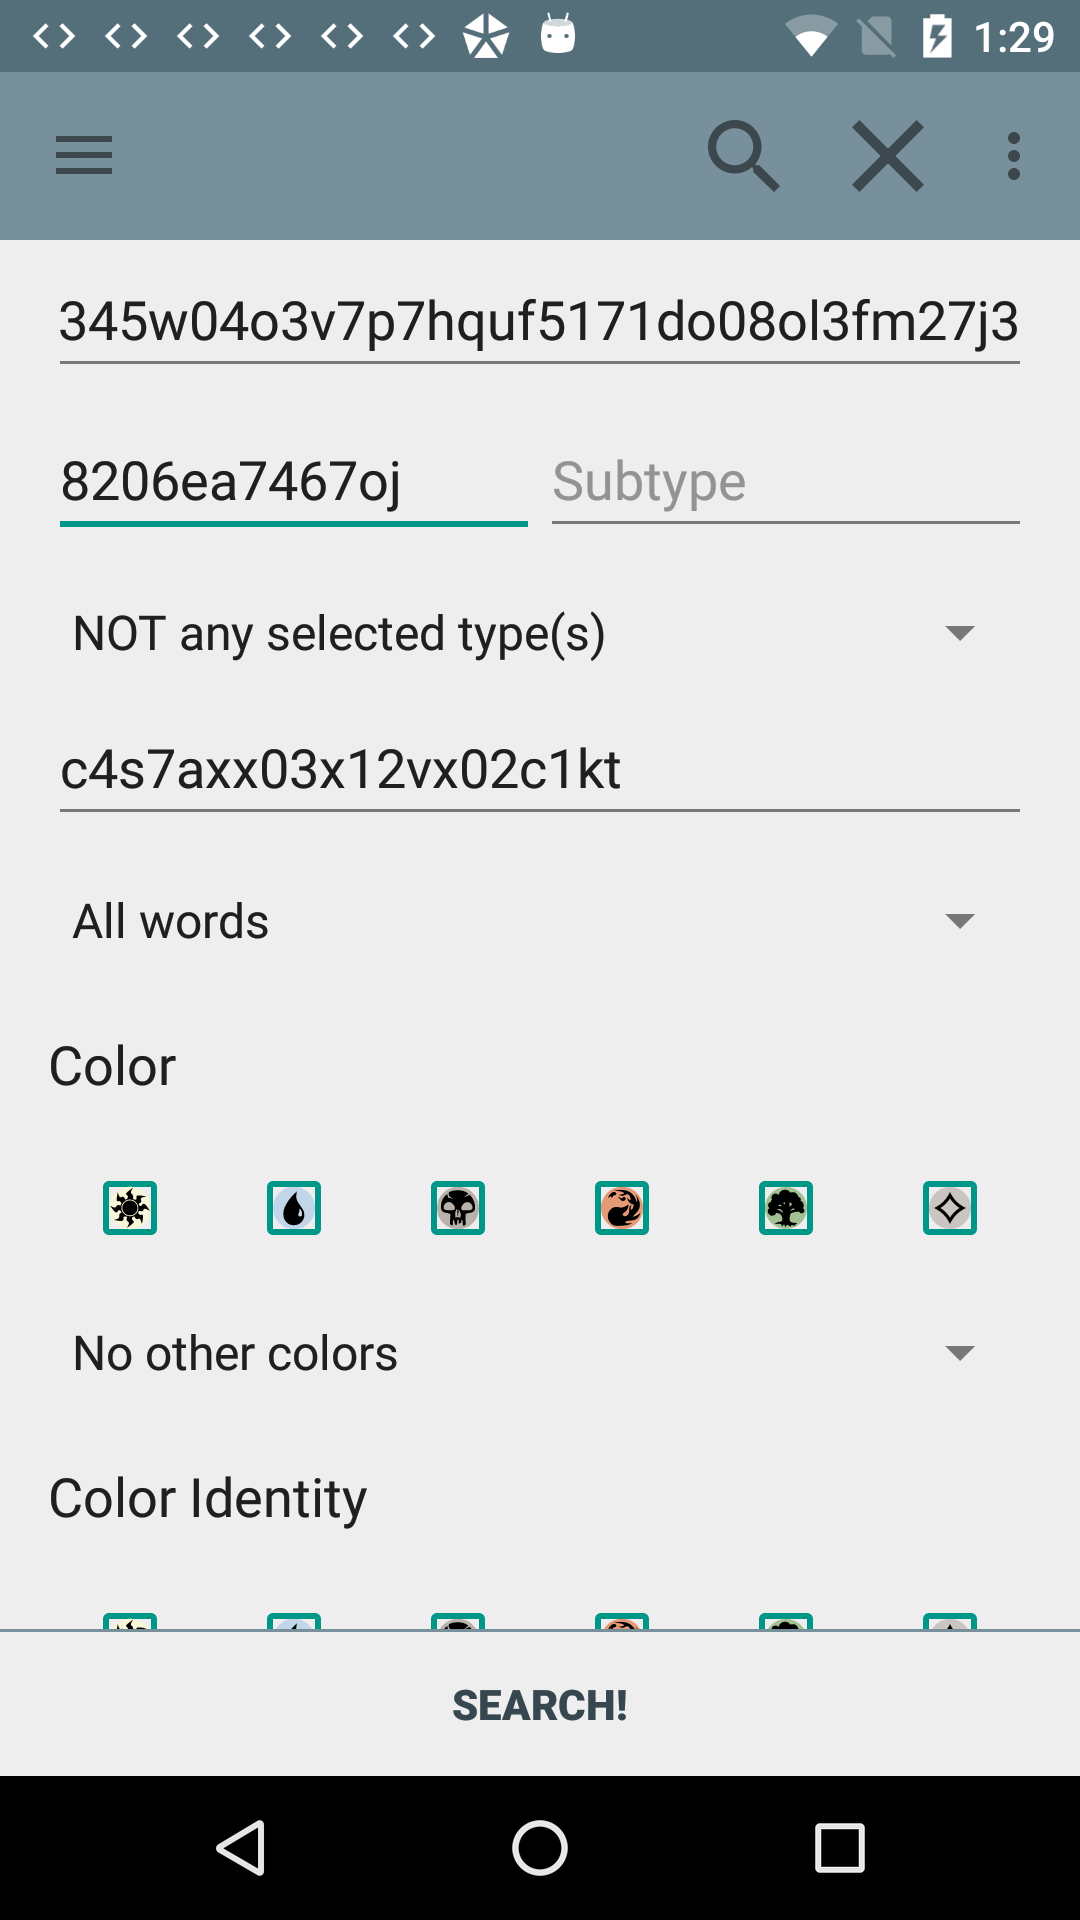 1:29
345w04o3v7p7hquf5171do08ol3fm27j3
8206ea7467oj Subtype
NOT any selected type(s)
c4s7axx03x12vx02c1kt
All words
Color
No other colors
Color Identity
SEARCH!